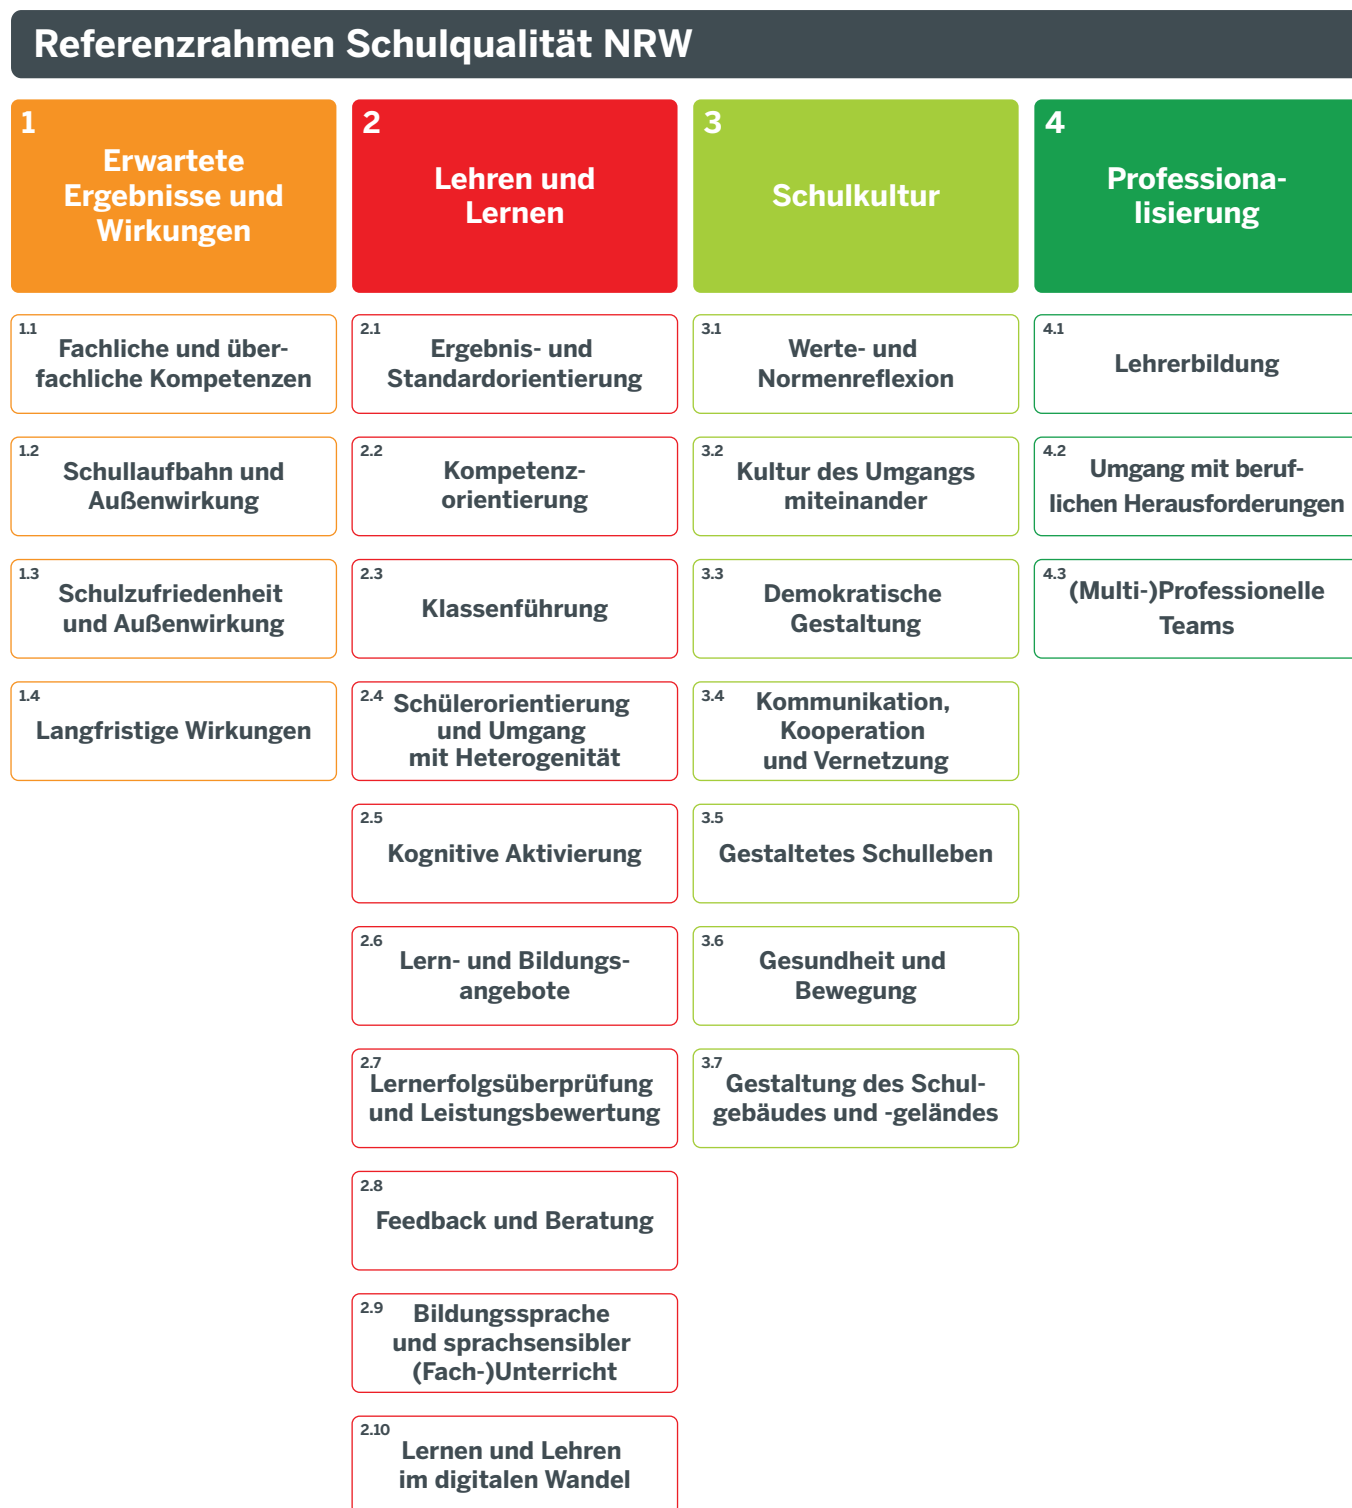 Referenzrahmen Schulqualität NRW
1
Erwartete
Ergebnisse und
Wirkungen
1.1
Fachliche und über-
fachliche Kompetenzen
1.2
Schullaufbahn und
Außenwirkung
1.3
Schulzufriedenheit
und Außenwirkung
1.4
Langfristige Wirkungen
2
Lehren und
Lernen
2.1
Ergebnis- und
Standardorientierung
2.2
Kompetenz-
orientierung
2.3
Klassenführung
2.4
Schülerorientierung
und Umgang
mit Heterogenität
2.5
Kognitive Aktivierung
2.6
Lern- und Bildungs-
angebote
2.7
Lernerfolgsüberprüfung
und Leistungsbewertung
2.8
Feedback und Beratung
2.9
Bildungssprache
und sprachsensibler
(Fach-)Unterricht
2.10
Lernen und Lehren
im digitalen Wandel
3
Schulkultur
3.1
Werte- und
Normenreflexion
3.2
Kultur des Umgangs
miteinander
3.3
Demokratische
Gestaltung
3.4
Kommunikation,
Kooperation
und Vernetzung
3.5
Gestaltetes Schulleben
3.6
Gesundheit und
Bewegung
3.7
Gestaltung des Schul-
gebäudes und -geländes
4
Professiona-
lisierung
4.1
Lehrerbildung
4.2
Umgang mit beruf-
lichen Herausforderungen
4.3
(Multi-)Professionelle
Teams